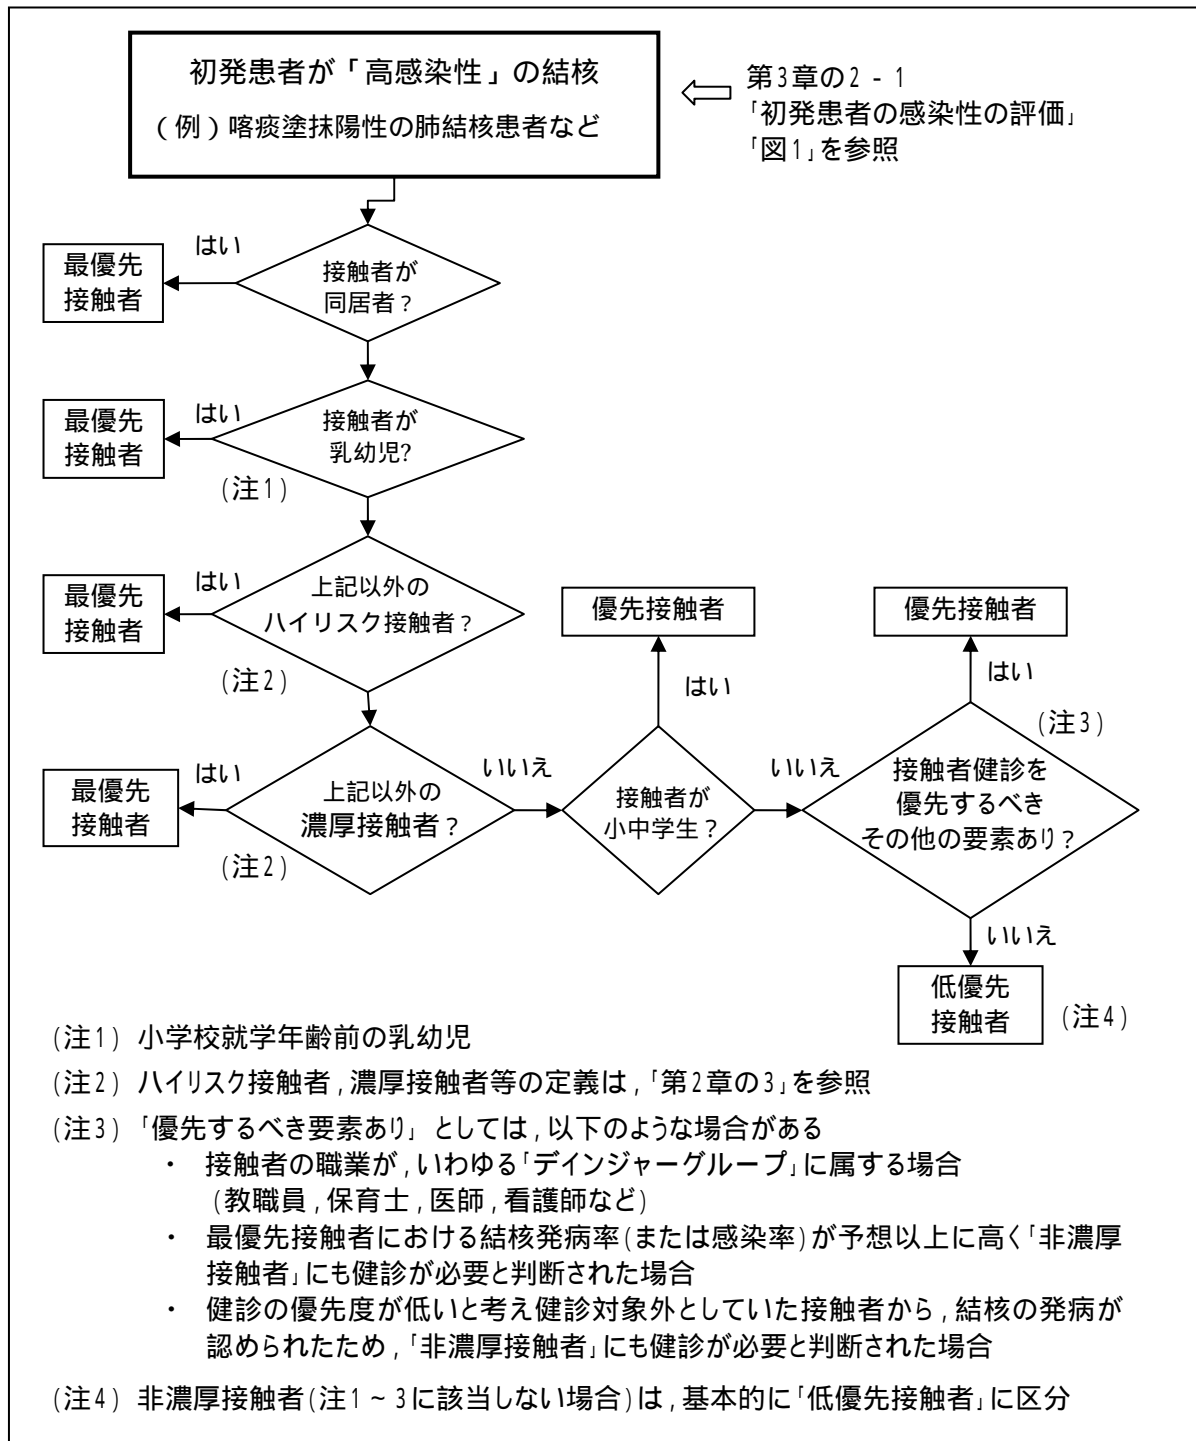 初発患者が「高感染性」の結核
（例）喀痰塗抹陽性の肺結核患者など
第3章の2-1
「初発患者の感染性の評価」
「図1」を参照
接触者が
同居者？
はい
最優先
接触者
接触者が
乳幼児?
はい
最優先
接触者
(注1)
上記以外の
ハイリスク接触者？
はい
最優先
接触者
(注2)
上記以外の
濃厚接触者？
はい
最優先
接触者
(注2)
いいえ
接触者が
小中学生？
はい
優先接触者
いいえ
接触者健診を
優先するべき
その他の要素あり？
(注3)
はい
優先接触者
いいえ
低優先
接触者
(注4)
(注1) 小学校就学年齢前の乳幼児
(注2) ハイリスク接触者,濃厚接触者等の定義は,「第2章の3」を参照
(注3)「優先するべき要素あり」としては,以下のような場合がある
・ 接触者の職業が,いわゆる「デインジャーグループ」に属する場合
(教職員,保育士,医師,看護師など)
・ 最優先接触者における結核発病率(または感染率)が予想以上に高く「非濃厚
接触者」にも健診が必要と判断された場合
・ 健診の優先度が低いと考え健診対象外としていた接触者から,結核の発病が
認められたため,「非濃厚接触者」にも健診が必要と判断された場合
(注4) 非濃厚接触者(注1~3に該当しない場合)は,基本的に「低優先接触者」に区分